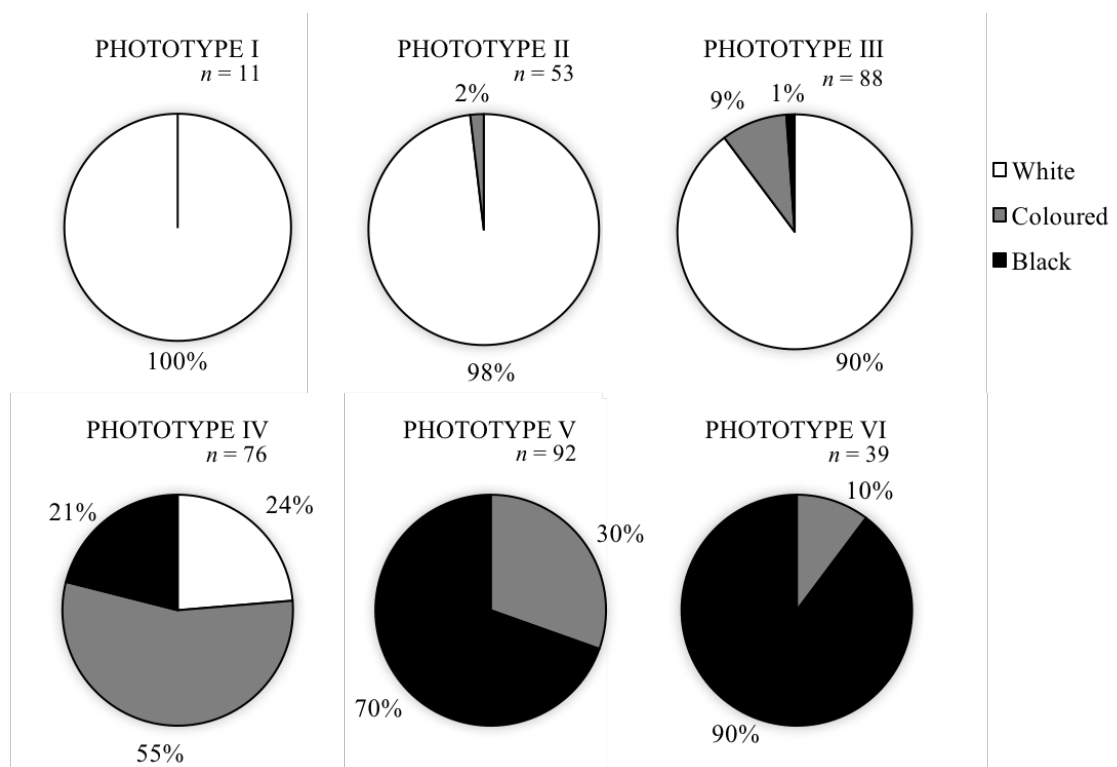 PHOTOTYPE I
n = 11
100%
PHOTOTYPE II
n = 53
2%
98%
PHOTOTYPE III
n = 88
9%
1%
90%
White
Coloured
Black
PHOTOTYPE IV
n = 76
21%
24%
55%
PHOTOTYPE V
n = 92
30%
70%
PHOTOTYPE VI
n = 39
10%
90%